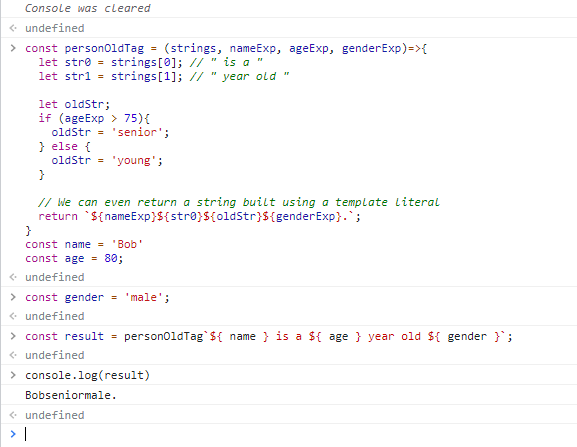 Console was cleared
< undefined
> const personOldTag = (strings, nameExp, ageExp, genderExp)=>{
  let str0 = strings[0]; // " is a "
  let str1 = strings[1]; // " year old "

  let oldStr;
  if (ageExp > 75){
    oldStr = 'senior';
  } else {
    oldStr = 'young';
  }

  // We can even return a string built using a template literal
  return `${nameExp}${str0}${oldStr}${genderExp}.`;
}
const name = 'Bob'
const age = 80;
< undefined
> const gender = 'male';
< undefined
> const result = personOldTag`${ name } is a ${ age } year old ${ gender }`;
< undefined
> console.log(result)
Bobseniormale.
< undefined
>